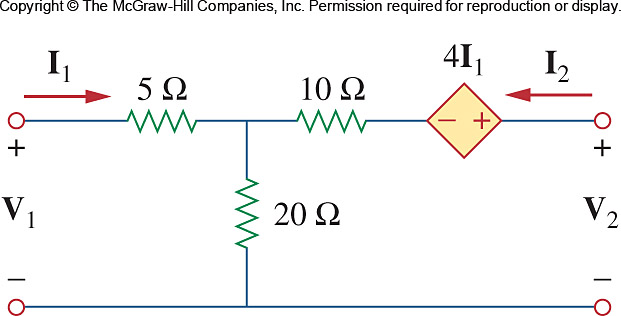 Copyright © The McGraw-Hill Companies, Inc. Permission required for reproduction or display.
I₁ 5 Ω 10 Ω 4I₁ I₂
− +
+ +
V₁ 20 Ω V₂
− −